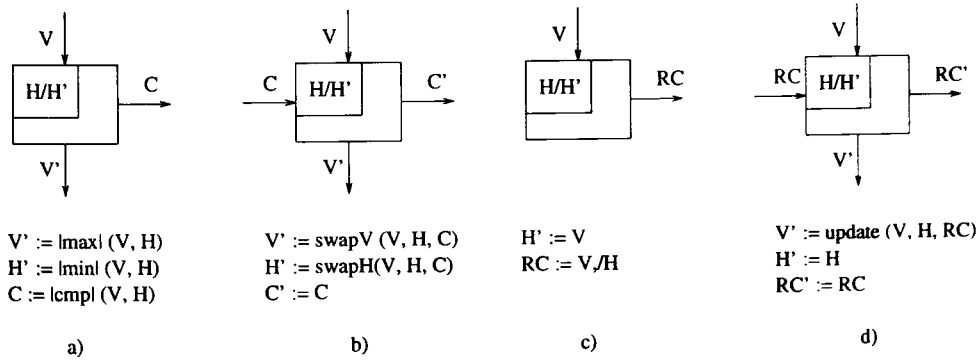 V V V V
H/H' C C H/H' C' H/H' RC RC H/H' RC'
V' V' V'
V' := |max| (V, H) V' := swapV (V, H, C) H' := V V' := update (V, H, RC)
H' := |min| (V, H) H' := swapH(V, H, C) RC := V,/H H' := H
C := |cmp| (V, H) C' := C RC' := RC
a) b) c) d)